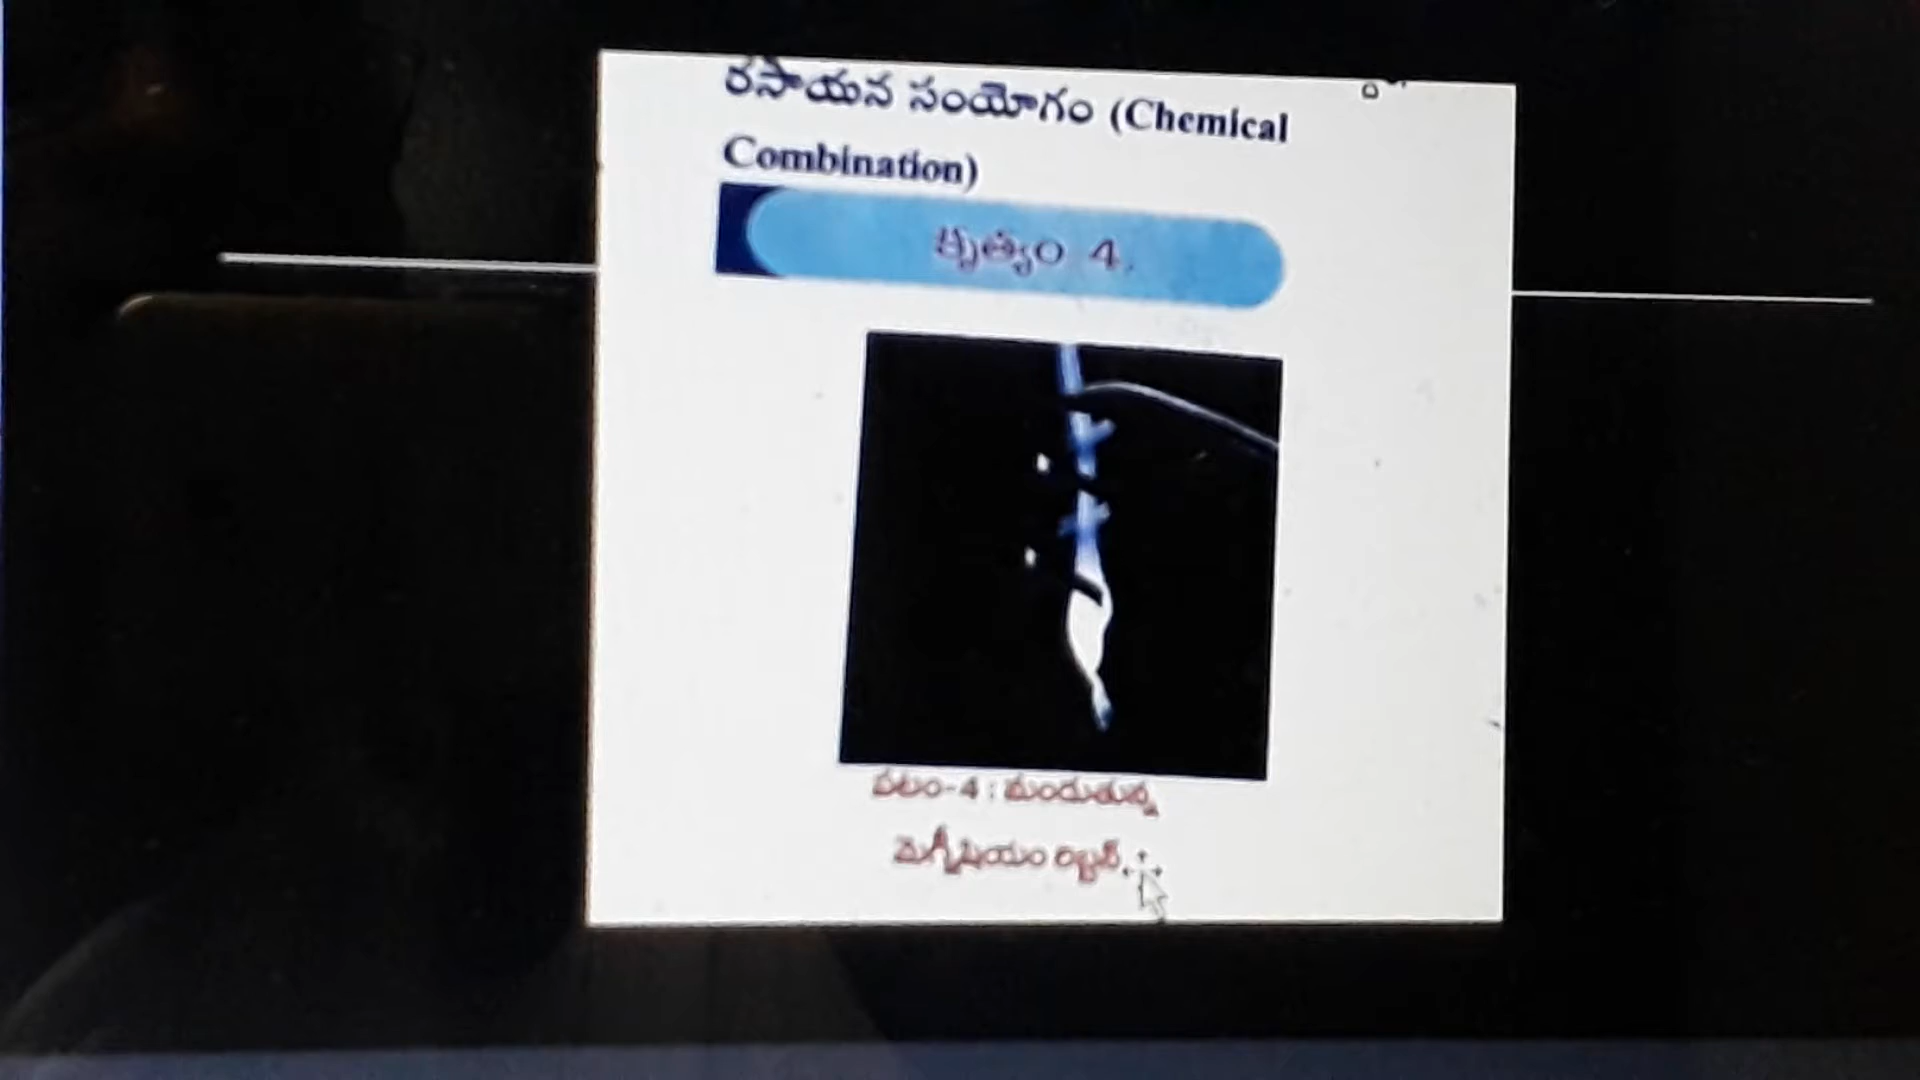 రసాయన సంయోగం (Chemical
Combination)
కృత్యం 4.
పటం-4 : మండుతున్న
మెగ్నీషియం రిబ్బన్.